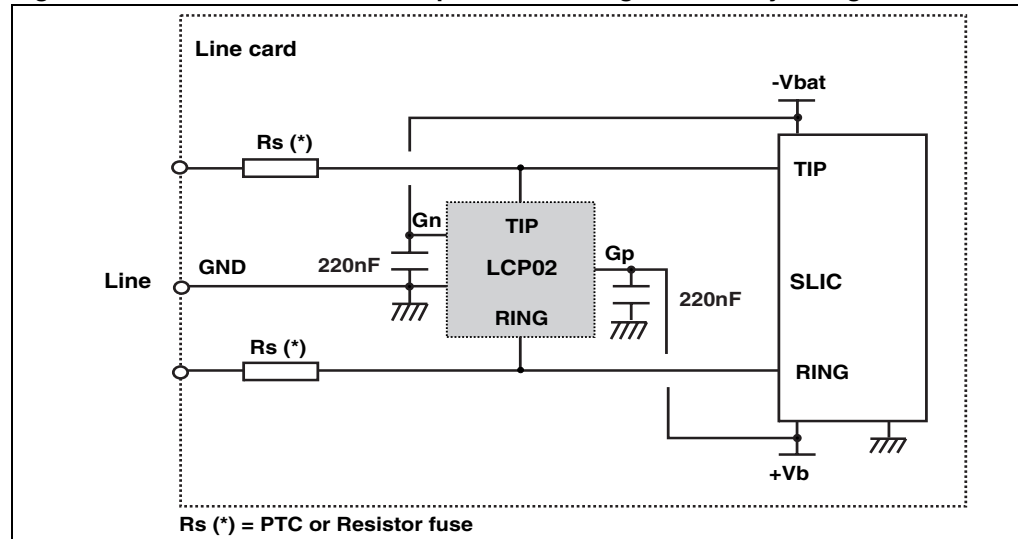 Line card
-Vbat
Rs (*)
TIP
Gn
TIP
Gp
Line
GND
220nF
LCP02
SLIC
220nF
RING
Rs (*)
RING
+Vb
Rs (*) = PTC or Resistor fuse